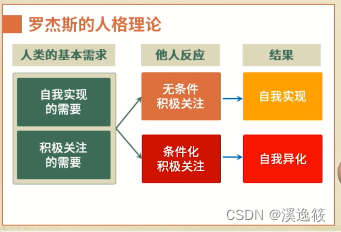 罗杰斯的人格理论
人类的基本需求
他人反应
结果
自我实现
的需要
积极关注
的需要
无条件
积极关注
条件化
积极关注
自我实现
自我异化
CSDN @溪逸筱